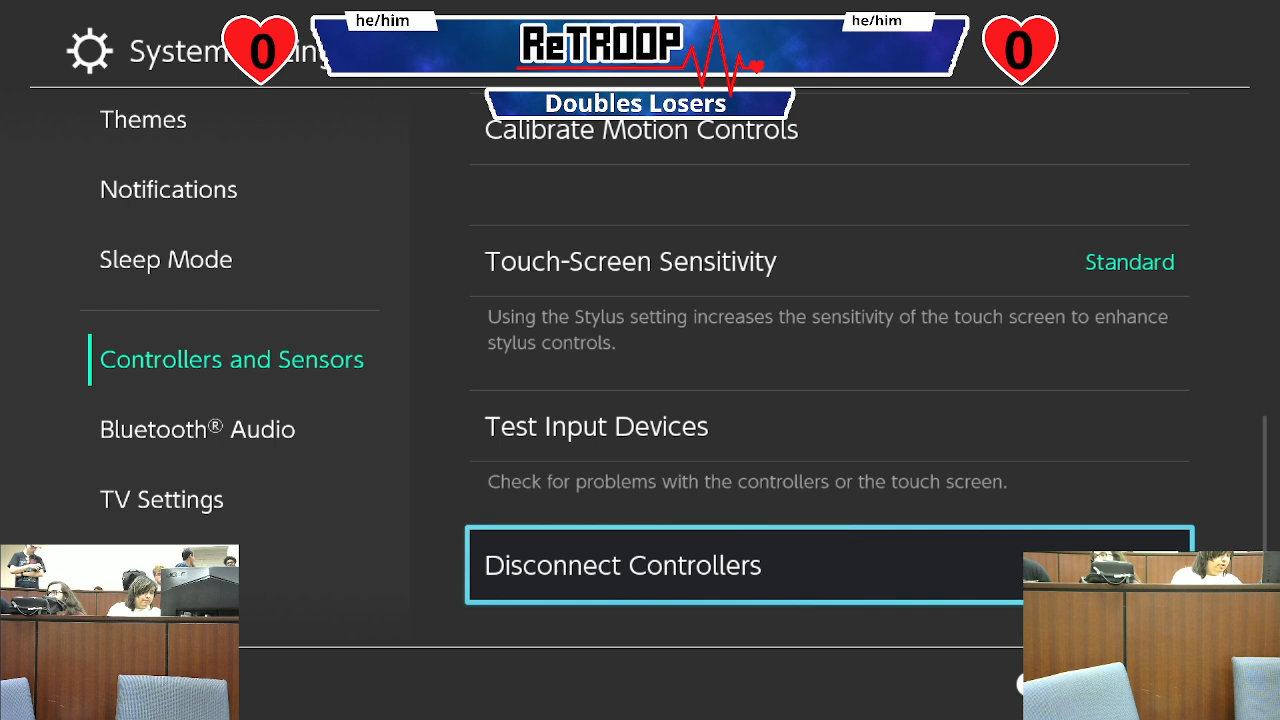 he/him
he/him
0
ReTROOP
0
Doubles Losers
Themes
Notifications
Sleep Mode
Controllers and Sensors
Bluetooth® Audio
TV Settings
Calibrate Motion Controls
Touch-Screen Sensitivity
Standard
Using the Stylus setting increases the sensitivity of the touch screen to enhance
stylus controls.
Test Input Devices
Check for problems with the controllers or the touch screen.
Disconnect Controllers